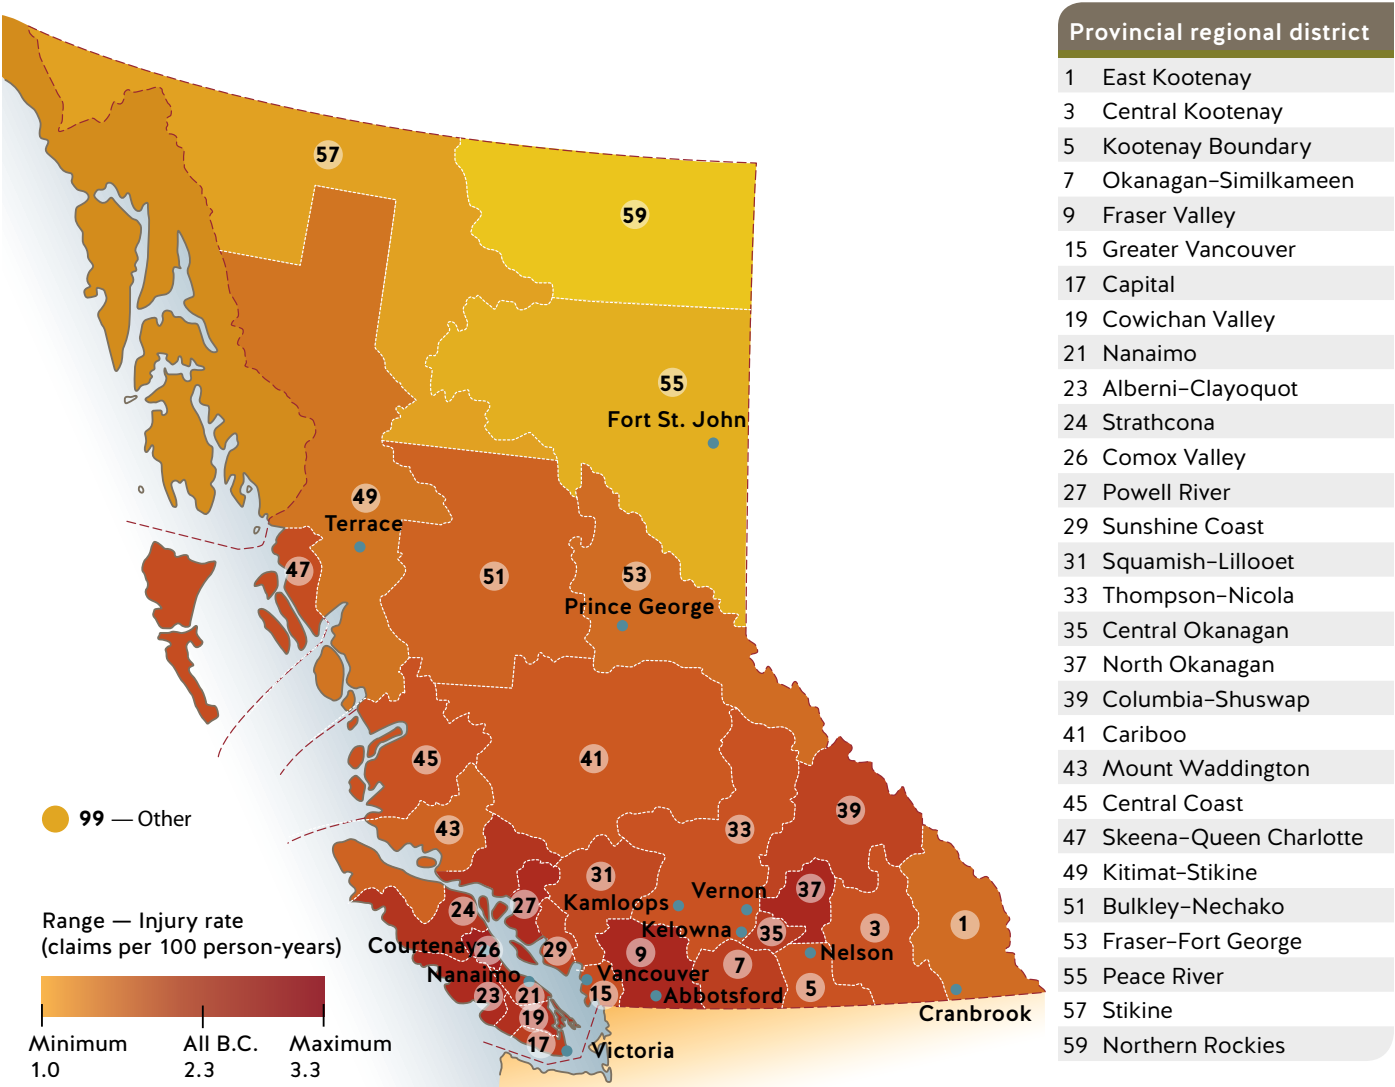 57
59
55
Fort St. John
49
Terrace
47
51
53
Prince George
45
41
99 — Other
43
33
39
31
Vernon
37
Kamloops
24
27
Kelowna
35
3
1
Courtenay
26
29
9
7
Nelson
Nanaimo
Vancouver
23
21
15
Abbotsford
5
19
Cranbrook
17
Victoria
Range — Injury rate
(claims per 100 person-years)
Minimum
All B.C.
Maximum
1.0
2.3
3.3
Provincial regional district
1 East Kootenay
3 Central Kootenay
5 Kootenay Boundary
7 Okanagan–Similkameen
9 Fraser Valley
15 Greater Vancouver
17 Capital
19 Cowichan Valley
21 Nanaimo
23 Alberni–Clayoquot
24 Strathcona
26 Comox Valley
27 Powell River
29 Sunshine Coast
31 Squamish–Lillooet
33 Thompson–Nicola
35 Central Okanagan
37 North Okanagan
39 Columbia–Shuswap
41 Cariboo
43 Mount Waddington
45 Central Coast
47 Skeena–Queen Charlotte
49 Kitimat–Stikine
51 Bulkley–Nechako
53 Fraser–Fort George
55 Peace River
57 Stikine
59 Northern Rockies